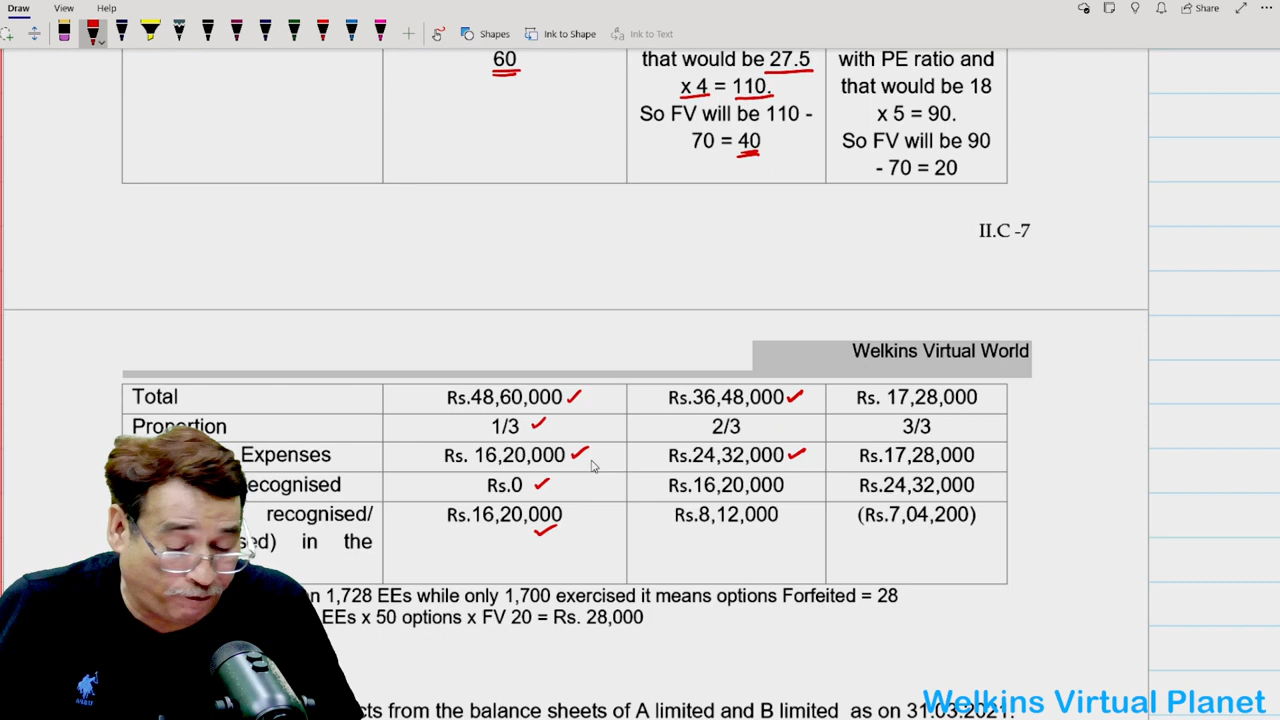 Draw View Help Share
Shapes Ink to Shape Ink to Text
60 that would be 27.5 with PE ratio and
x 4 = 110. that would be 18
So FV will be 110 - x 5 = 90.
70 = 40 So FV will be 90
- 70 = 20
II.C -7
Welkins Virtual World
Total Rs.48,60,000 Rs.36,48,000 Rs. 17,28,000
Proportion 1/3 2/3 3/3
Expenses Rs. 16,20,000 Rs.24,32,000 Rs.17,28,000
ecognised Rs.0 Rs.16,20,000 Rs.24,32,000
recognised/ Rs.16,20,000 Rs.8,12,000 (Rs.7,04,200)
in the
n 1,728 EEs while only 1,700 exercised it means options Forfeited = 28
EEs x 50 options x FV 20 = Rs. 28,000
cts from the balance sheets of A limited and B limited as on 31.03.2021:
Welkins Virtual Planet